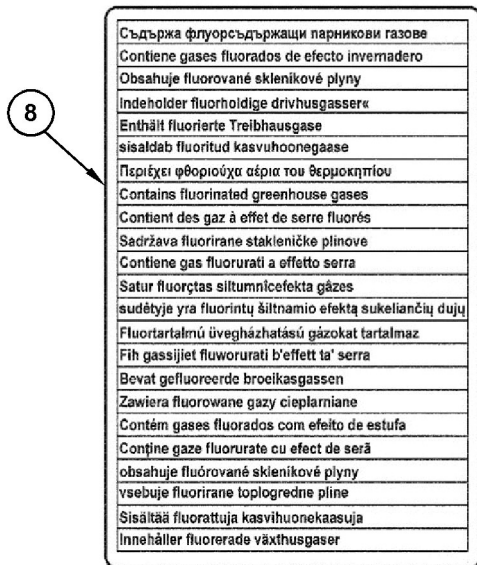 8
Съдържа флуорсъдържащи парникови газове
Contiene gases fluorados de efecto invernadero
Obsahuje fluorované sklenikové plyny
Indeholder fluorholdige drivhusgasser«
Enthält fluorierte Treibhausgase
sisaldab fluoritud kasvuhoonegaase
Περιέχει φθοριούχα αέρια του θερμοκηπίου
Contains fluorinated greenhouse gases
Contient des gaz à effet de serre fluorés
Sadržava fluorirane stakleničke plinove
Contiene gas fluorurati a effetto serra
Satur fluorçtas siltumnîcefekta gâzes
sudėtyje yra fluorintų šiltnamio efektą sukeliančių dujų
Fluortartalmú üvegházhatású gázokat tartalmaz
Fih gassijiet fluworurati b'effett ta' serra
Bevat gefluoreerde broeikasgassen
Zawiera fluorowane gazy cieplarniane
Contém gases fluorados com efeito de estufa
Conţine gaze fluorurate cu efect de seră
obsahuje fluórované skleníkové plyny
vsebuje fluorirane toplogredne pline
Sisältää fluorattuja kasvihuonekaasuja
Innehåller fluorerade växthusgaser